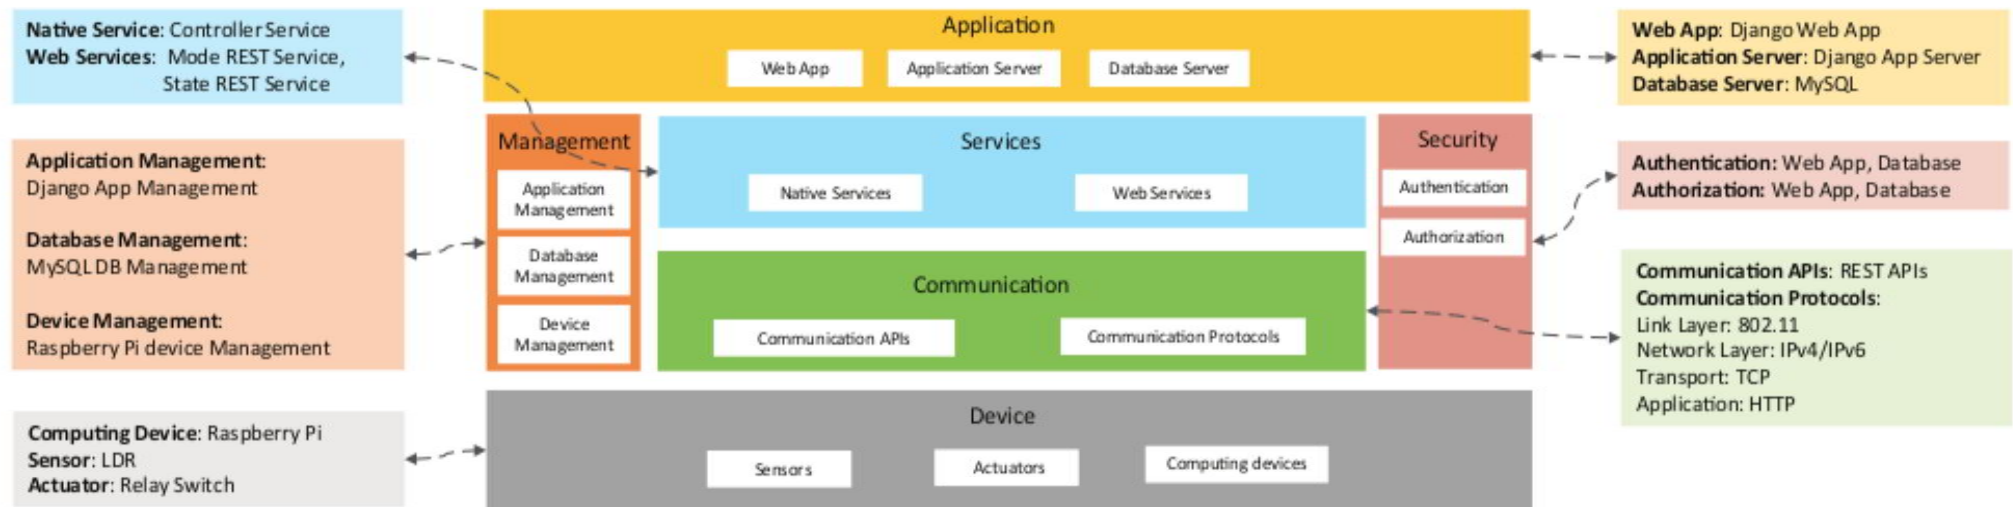 Native Service: Controller Service
Web Services: Mode REST Service,
State REST Service
Application Management:
Django App Management
Database Management:
MySQL DB Management
Device Management:
Raspberry Pi device Management
Computing Device: Raspberry Pi
Sensor: LDR
Actuator: Relay Switch
Application
Web App
Application Server
Database Server
Management
Application
Management
Database
Management
Device
Management
Services
Native Services
Web Services
Communication
Communication APIs
Communication Protocols
Security
Authentication
Authorization
Device
Sensors
Actuators
Computing devices
Web App: Django Web App
Application Server: Django App Server
Database Server: MySQL
Authentication: Web App, Database
Authorization: Web App, Database
Communication APIs: REST APIs
Communication Protocols:
Link Layer: 802.11
Network Layer: IPv4/IPv6
Transport: TCP
Application: HTTP